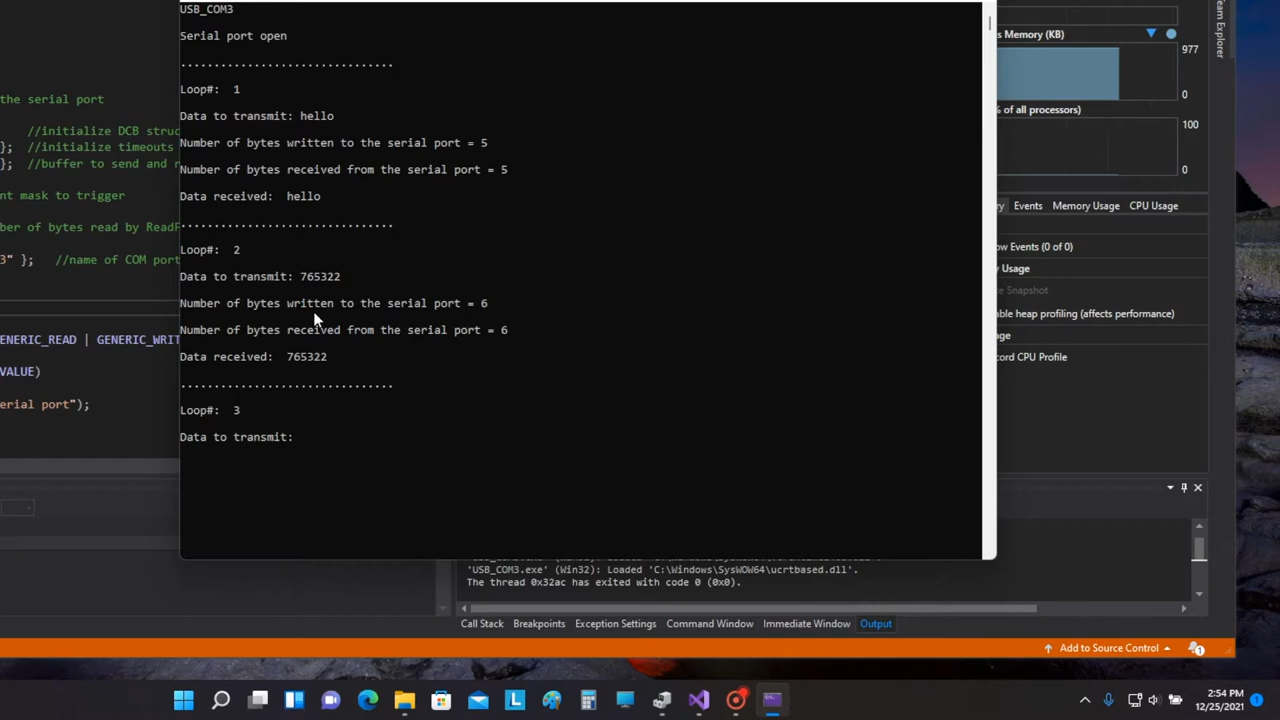 USB_COM3
Serial port open
................................
Loop#:  1
Data to transmit: hello
Number of bytes written to the serial port = 5
Number of bytes received from the serial port = 5
Data received:  hello
................................
Loop#:  2
Data to transmit: 765322
Number of bytes written to the serial port = 6
Number of bytes received from the serial port = 6
Data received:  765322
................................
Loop#:  3
Data to transmit:
the serial port
//initialize DCB struc
};  //initialize timeouts
};  //buffer to send and r
nt mask to trigger
mber of bytes read by ReadF
3" };   //name of COM port
ENERIC_READ | GENERIC_WRIT
VALUE)
erial port");
s Memory (KB)
977
0
% of all processors)
100
0
ry
Events
Memory Usage
CPU Usage
ow Events (0 of 0)
y Usage
e Snapshot
able heap profiling (affects performance)
ge
cord CPU Profile
Team Explorer
'USB_COM3.exe' (Win32): Loaded 'C:\Windows\SysWOW64\ucrtbased.dll'.
The thread 0x32ac has exited with code 0 (0x0).
Call Stack
Breakpoints
Exception Settings
Command Window
Immediate Window
Output
Add to Source Control
1
2:54 PM
12/25/2021
1